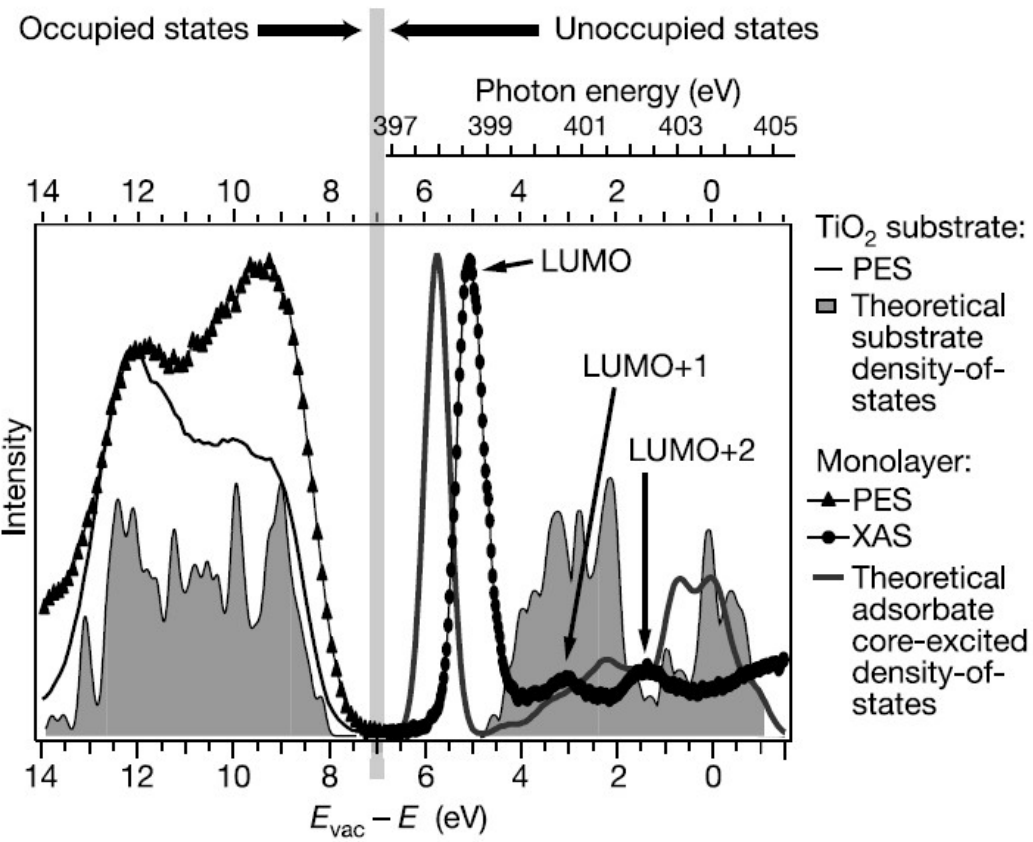 Occupied states
Unoccupied states
Photon energy (eV)
397 399 401 403 405
14 12 10 8 6 4 2 0
LUMO
LUMO+1
LUMO+2
Intensity
14 12 10 8 6 4 2 0
E_vac – E (eV)
TiO₂ substrate:
PES
Theoretical
substrate
density-of-
states
Monolayer:
PES
XAS
Theoretical
adsorbate
core-excited
density-of-
states